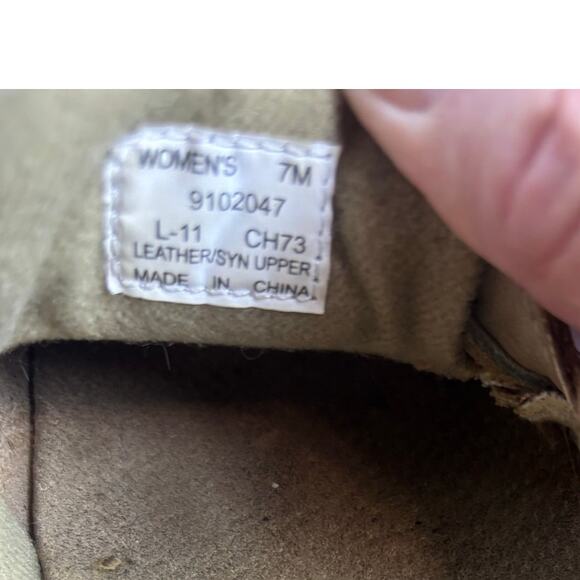 WOMEN'S 7M
9102047
L-11 CH73
LEATHER/SYN UPPER
MADE IN CHINA